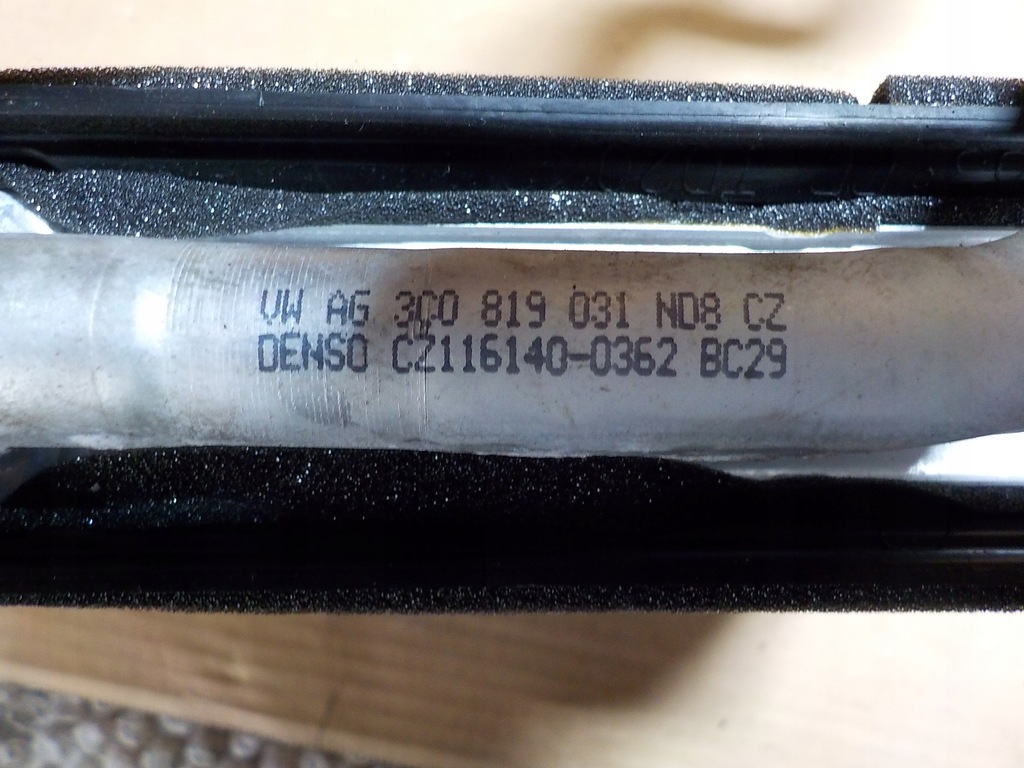 VW AG 3C0 819 031 ND8 CZ
DENSO CZ116140-0362 BC29